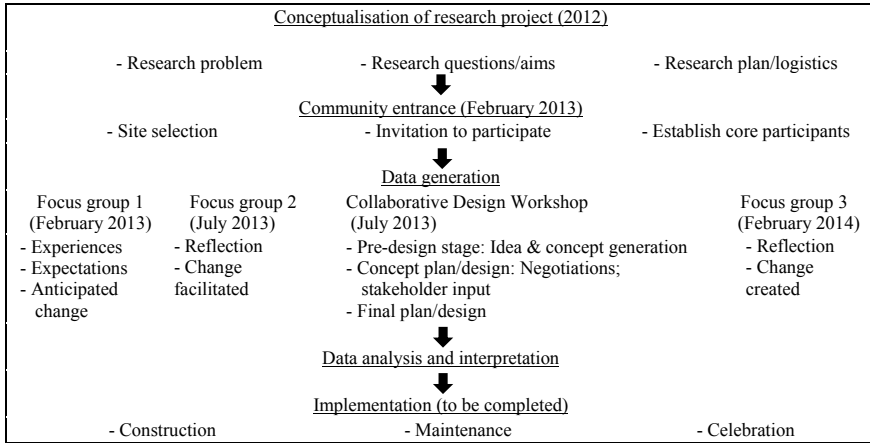 Conceptualisation of research project (2012)
- Research problem - Research questions/aims - Research plan/logistics
Community entrance (February 2013)
- Site selection - Invitation to participate - Establish core participants
Data generation
Focus group 1
(February 2013)
- Experiences
- Expectations
- Anticipated
change
Focus group 2
(July 2013)
- Reflection
- Change
facilitated
Collaborative Design Workshop
(July 2013)
- Pre-design stage: Idea & concept generation
- Concept plan/design: Negotiations;
stakeholder input
- Final plan/design
Focus group 3
(February 2014)
- Reflection
- Change
created
Data analysis and interpretation
Implementation (to be completed)
- Construction - Maintenance - Celebration